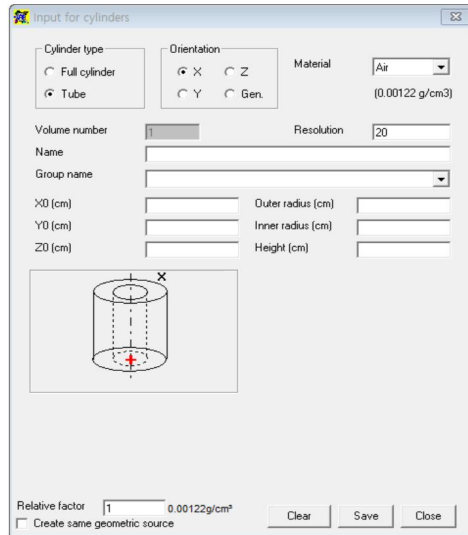 Input for cylinders
Cylinder type
Full cylinder
Tube
Orientation
X
Z
Y
Gen.
Material
Air
(0.00122 g/cm3)
Volume number
1
Resolution
20
Name
Group name
X0 (cm)
Outer radius (cm)
Y0 (cm)
Inner radius (cm)
Z0 (cm)
Height (cm)
X
Relative factor
1
0.00122g/cm³
Create same geometric source
Clear
Save
Close